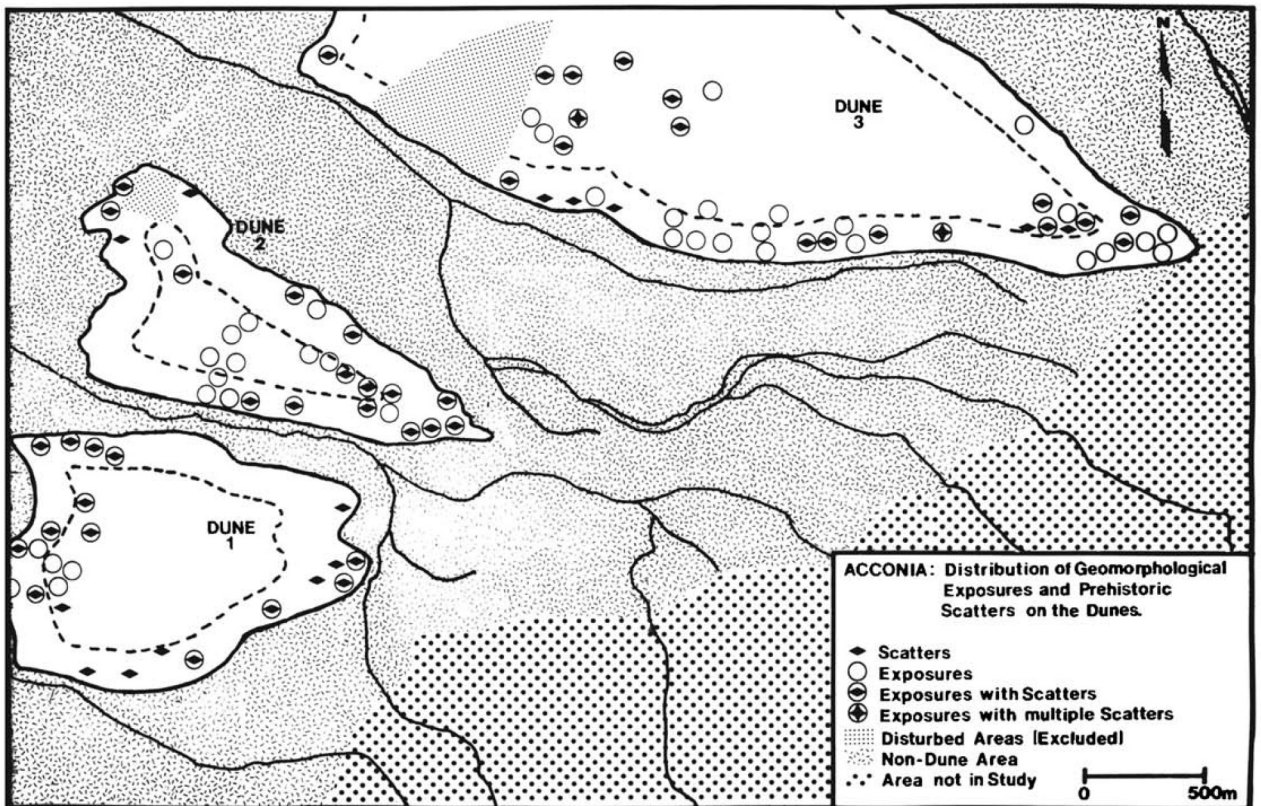 N
DUNE
3
DUNE
2
DUNE
1
ACCONIA: Distribution of Geomorphological
Exposures and Prehistoric
Scatters on the Dunes.
Scatters
Exposures
Exposures with Scatters
Exposures with multiple Scatters
Disturbed Areas [Excluded]
Non-Dune Area
Area not in Study
0 500m